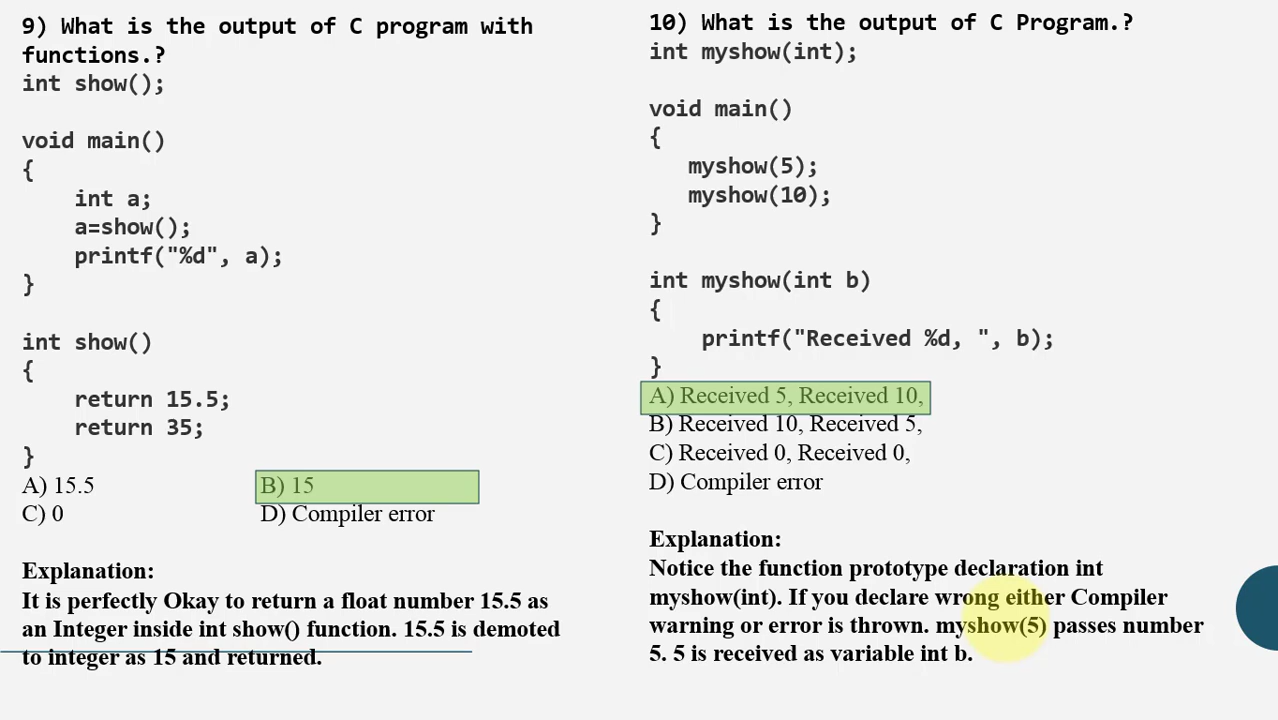 9) What is the output of C program with
functions.?
int show();
void main()
{
int a;
a=show();
printf("%d", a);
}
int show()
{
return 15.5;
return 35;
}
A) 15.5 B) 15
C) 0 D) Compiler error
Explanation:
It is perfectly Okay to return a float number 15.5 as
an Integer inside int show() function. 15.5 is demoted
to integer as 15 and returned.
10) What is the output of C Program.?
int myshow(int);
void main()
{
myshow(5);
myshow(10);
}
int myshow(int b)
{
printf("Received %d, ", b);
}
A) Received 5, Received 10,
B) Received 10, Received 5,
C) Received 0, Received 0,
D) Compiler error
Explanation:
Notice the function prototype declaration int
myshow(int). If you declare wrong either Compiler
warning or error is thrown. myshow(5) passes number
5. 5 is received as variable int b.